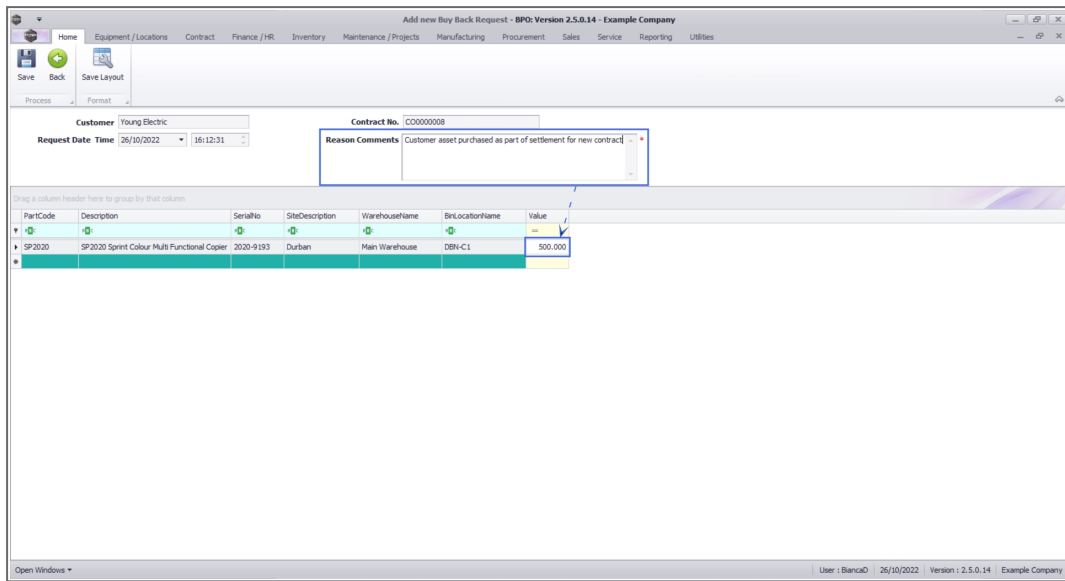 Add new Buy Back Request - BPO: Version 2.5.0.14 - Example Company
Home Equipment / Locations Contract Finance / HR Inventory Maintenance / Projects Manufacturing Procurement Sales Service Reporting Utilities
Save Back Save Layout
Process Format
Customer Young Electric Contract No. CO0000008
Request Date Time 26/10/2022 16:12:31 Reason Comments Customer asset purchased as part of settlement for new contract *
Drag a column header here to group by that column
PartCode Description SerialNo SiteDescription WarehouseName BinLocationName Value
=
SP2020 SP2020 Sprint Colour Multi Functional Copier 2020-9193 Durban Main Warehouse DBN-C1 500.000
Open Windows User : BiancaD 26/10/2022 Version : 2.5.0.14 Example Company